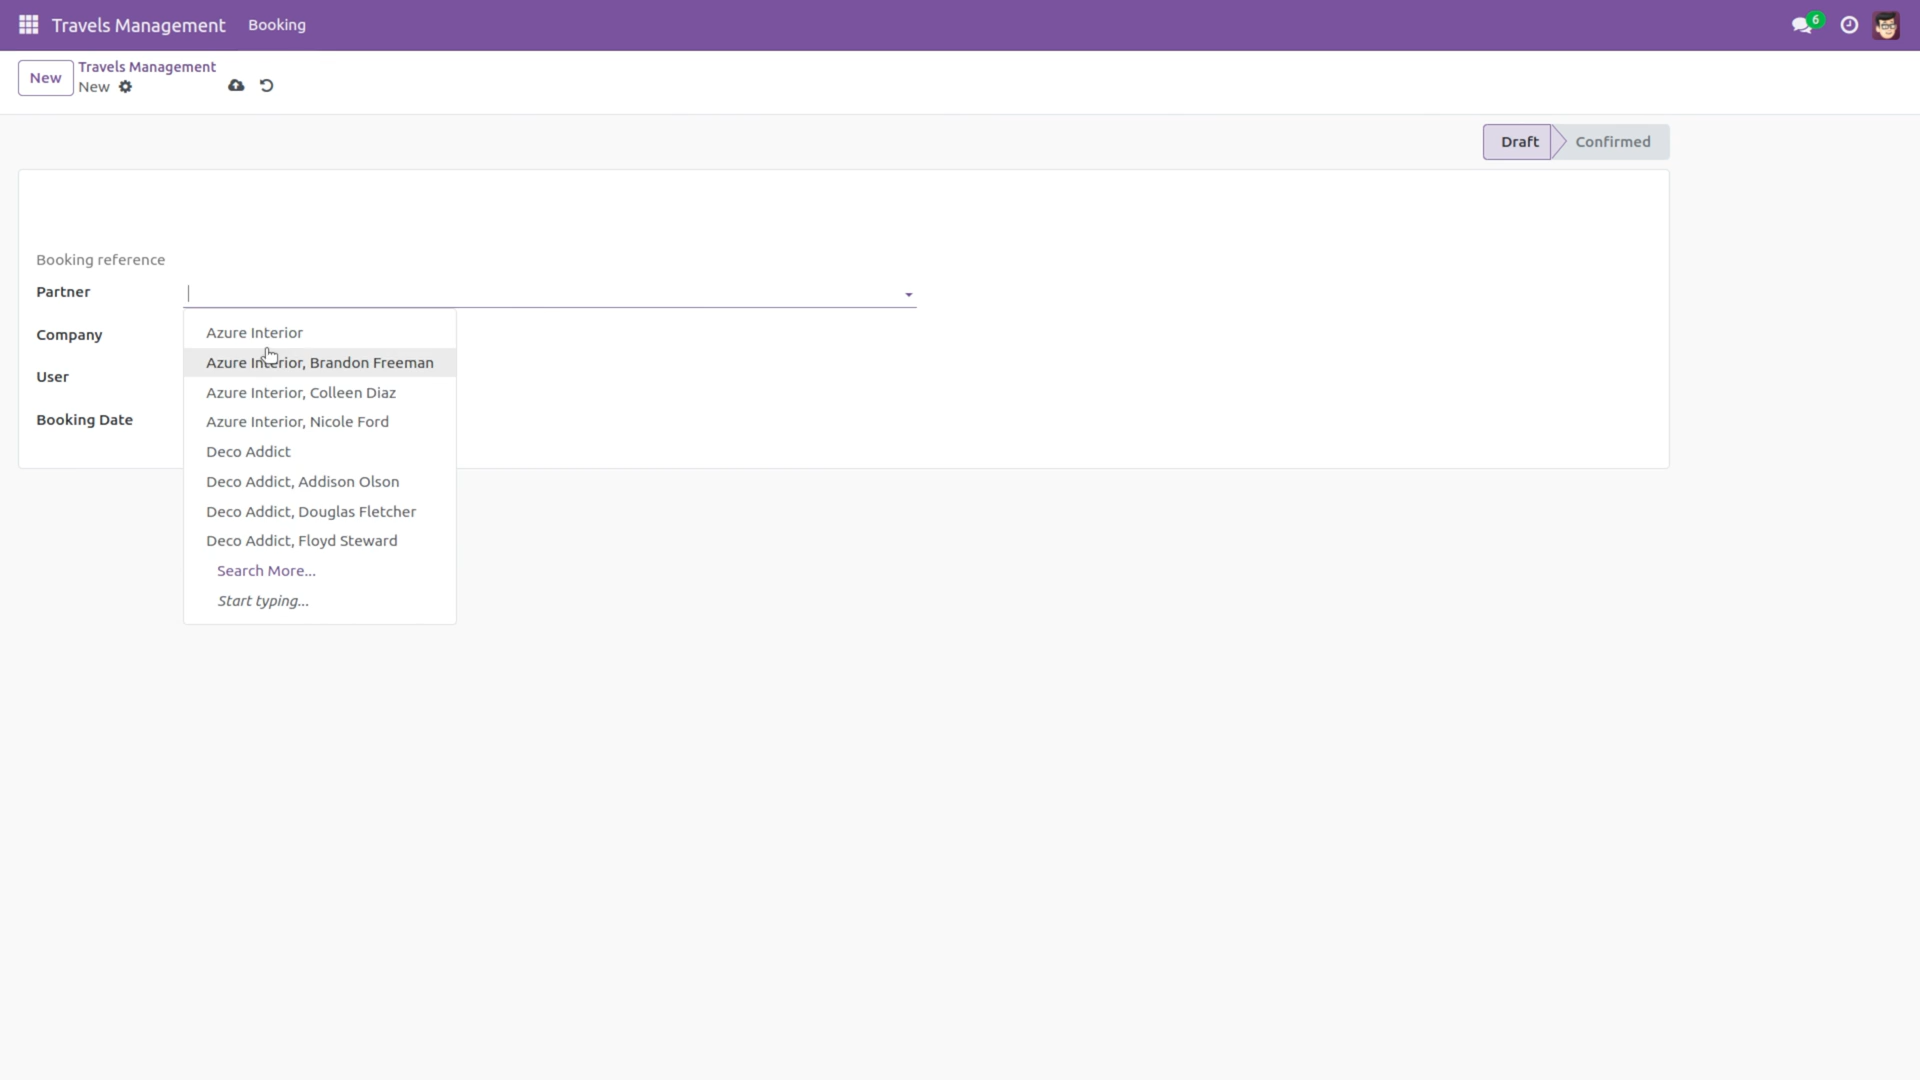 Travels Management Booking 6
New Travels Management
New
Draft Confirmed
Booking reference
Partner
Company
User
Booking Date
Azure Interior
Azure Interior, Brandon Freeman
Azure Interior, Colleen Diaz
Azure Interior, Nicole Ford
Deco Addict
Deco Addict, Addison Olson
Deco Addict, Douglas Fletcher
Deco Addict, Floyd Steward
Search More...
Start typing...